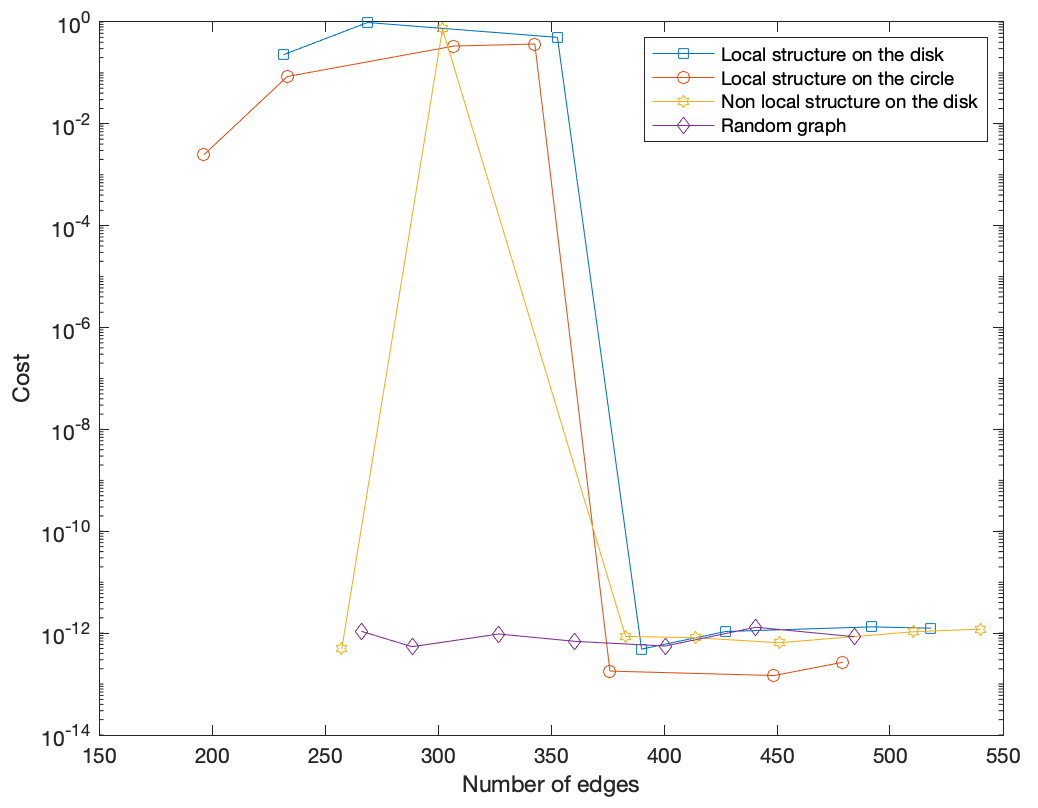 10^0
10^-2
10^-4
10^-6
10^-8
10^-10
10^-12
10^-14
Cost
150 200 250 300 350 400 450 500 550
Number of edges
Local structure on the disk
Local structure on the circle
Non local structure on the disk
Random graph